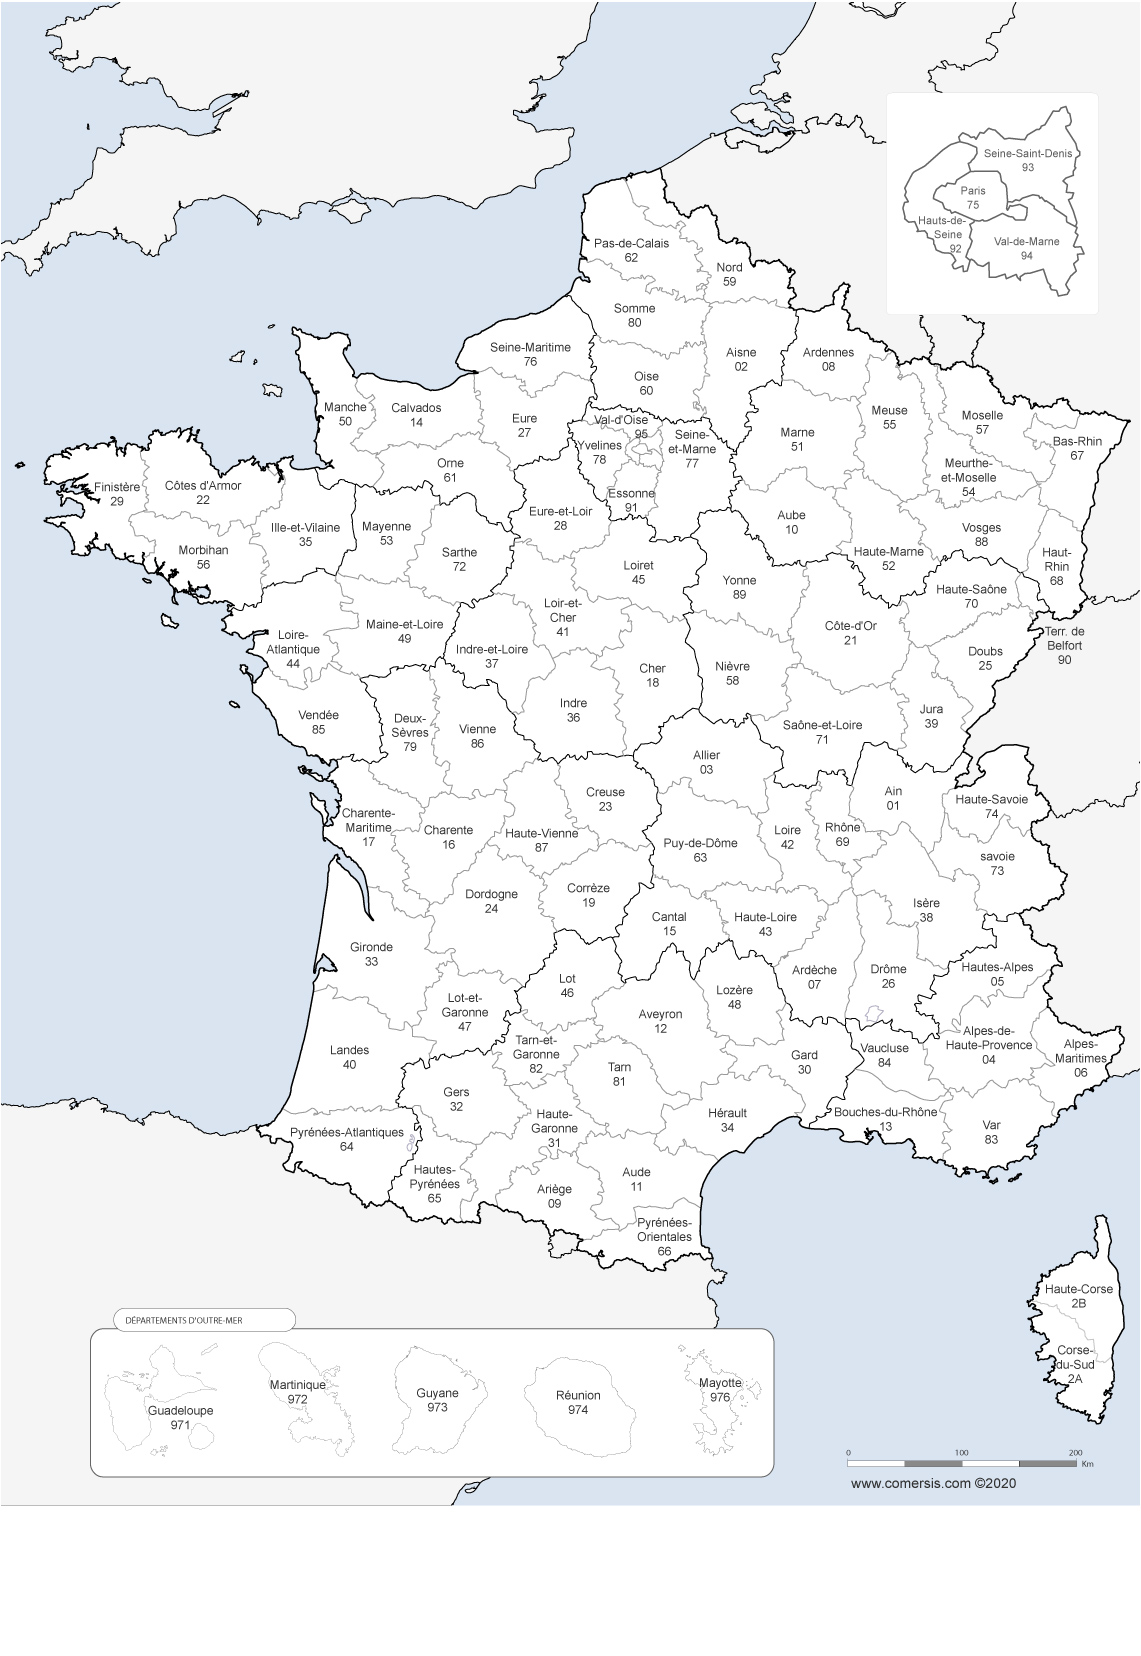 Seine-Saint-Denis
93
Paris
75
Hauts-de-
Seine
92
Val-de-Marne
94
Pas-de-Calais
62
Nord
59
Somme
80
Seine-Maritime
76
Aisne
02
Ardennes
08
Oise
60
Manche
50
Calvados
14
Eure
27
Val-d'Oise
95
Yvelines
78
Seine-
et-Marne
77
Essonne
91
Marne
51
Meuse
55
Moselle
57
Meurthe-
et-Moselle
54
Bas-Rhin
67
Finistère
29
Côtes d'Armor
22
Orne
61
Ille-et-Vilaine
35
Mayenne
53
Morbihan
56
Sarthe
72
Eure-et-Loir
28
Aube
10
Vosges
88
Haute-Marne
52
Haut-
Rhin
68
Loiret
45
Yonne
89
Haute-Saône
70
Loir-et-
Cher
41
Côte-d'Or
21
Terr. de
Belfort
90
Loire-
Atlantique
44
Maine-et-Loire
49
Indre-et-Loire
37
Cher
18
Nièvre
58
Doubs
25
Vendée
85
Deux-
Sèvres
79
Vienne
86
Indre
36
Saône-et-Loire
71
Jura
39
Allier
03
Creuse
23
Ain
01
Haute-Savoie
74
Charente-
Maritime
17
Charente
16
Haute-Vienne
87
Puy-de-Dôme
63
Loire
42
Rhône
69
savoie
73
Dordogne
24
Corrèze
19
Cantal
15
Haute-Loire
43
Isère
38
Gironde
33
Lot
46
Lozère
48
Ardèche
07
Drôme
26
Hautes-Alpes
05
Lot-et-
Garonne
47
Aveyron
12
Landes
40
Tarn-et-
Garonne
82
Tarn
81
Gard
30
Vaucluse
84
Alpes-de-
Haute-Provence
04
Alpes-
Maritimes
06
Gers
32
Haute-
Garonne
31
Hérault
34
Bouches-du-Rhône
13
Var
83
Pyrénées-Atlantiques
64
Hautes-
Pyrénées
65
Ariège
09
Aude
11
Pyrénées-
Orientales
66
Haute-Corse
2B
Corse-
du-Sud
2A
DÉPARTEMENTS D'OUTRE-MER
Guadeloupe
971
Martinique
972
Guyane
973
Réunion
974
Mayotte
976
0 100 200
Km
www.comersis.com ©2020